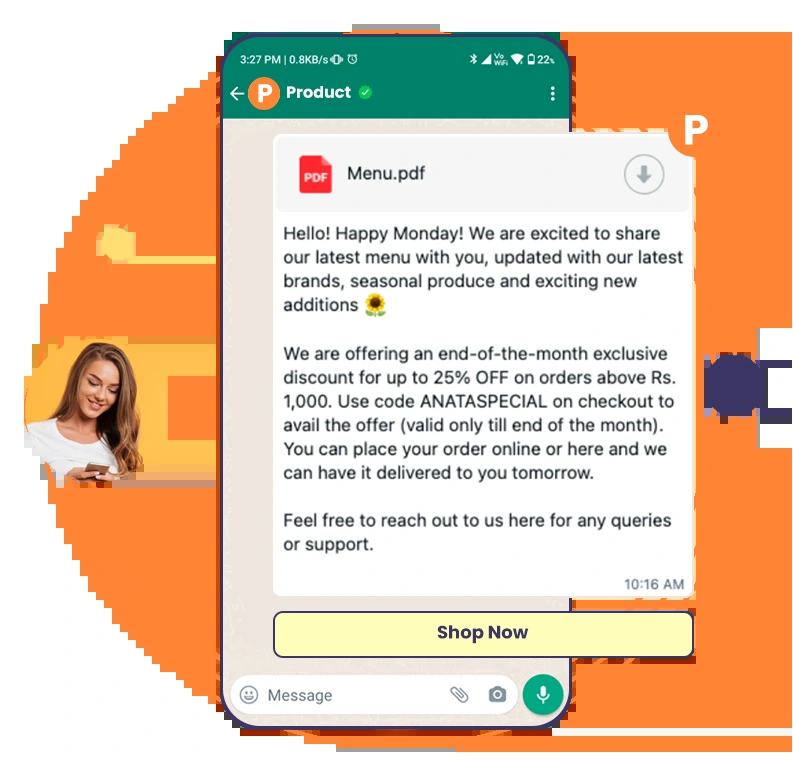 3:27 PM | 0.8KB/s
Vo WiFi 22%
P Product
P
PDF Menu.pdf
Hello! Happy Monday! We are excited to share
our latest menu with you, updated with our latest
brands, seasonal produce and exciting new
additions 🌻
We are offering an end-of-the-month exclusive
discount for up to 25% OFF on orders above Rs.
1,000. Use code ANATASPECIAL on checkout to
avail the offer (valid only till end of the month).
You can place your order online or here and we
can have it delivered to you tomorrow.
Feel free to reach out to us here for any queries
or support.
10:16 AM
Shop Now
Message